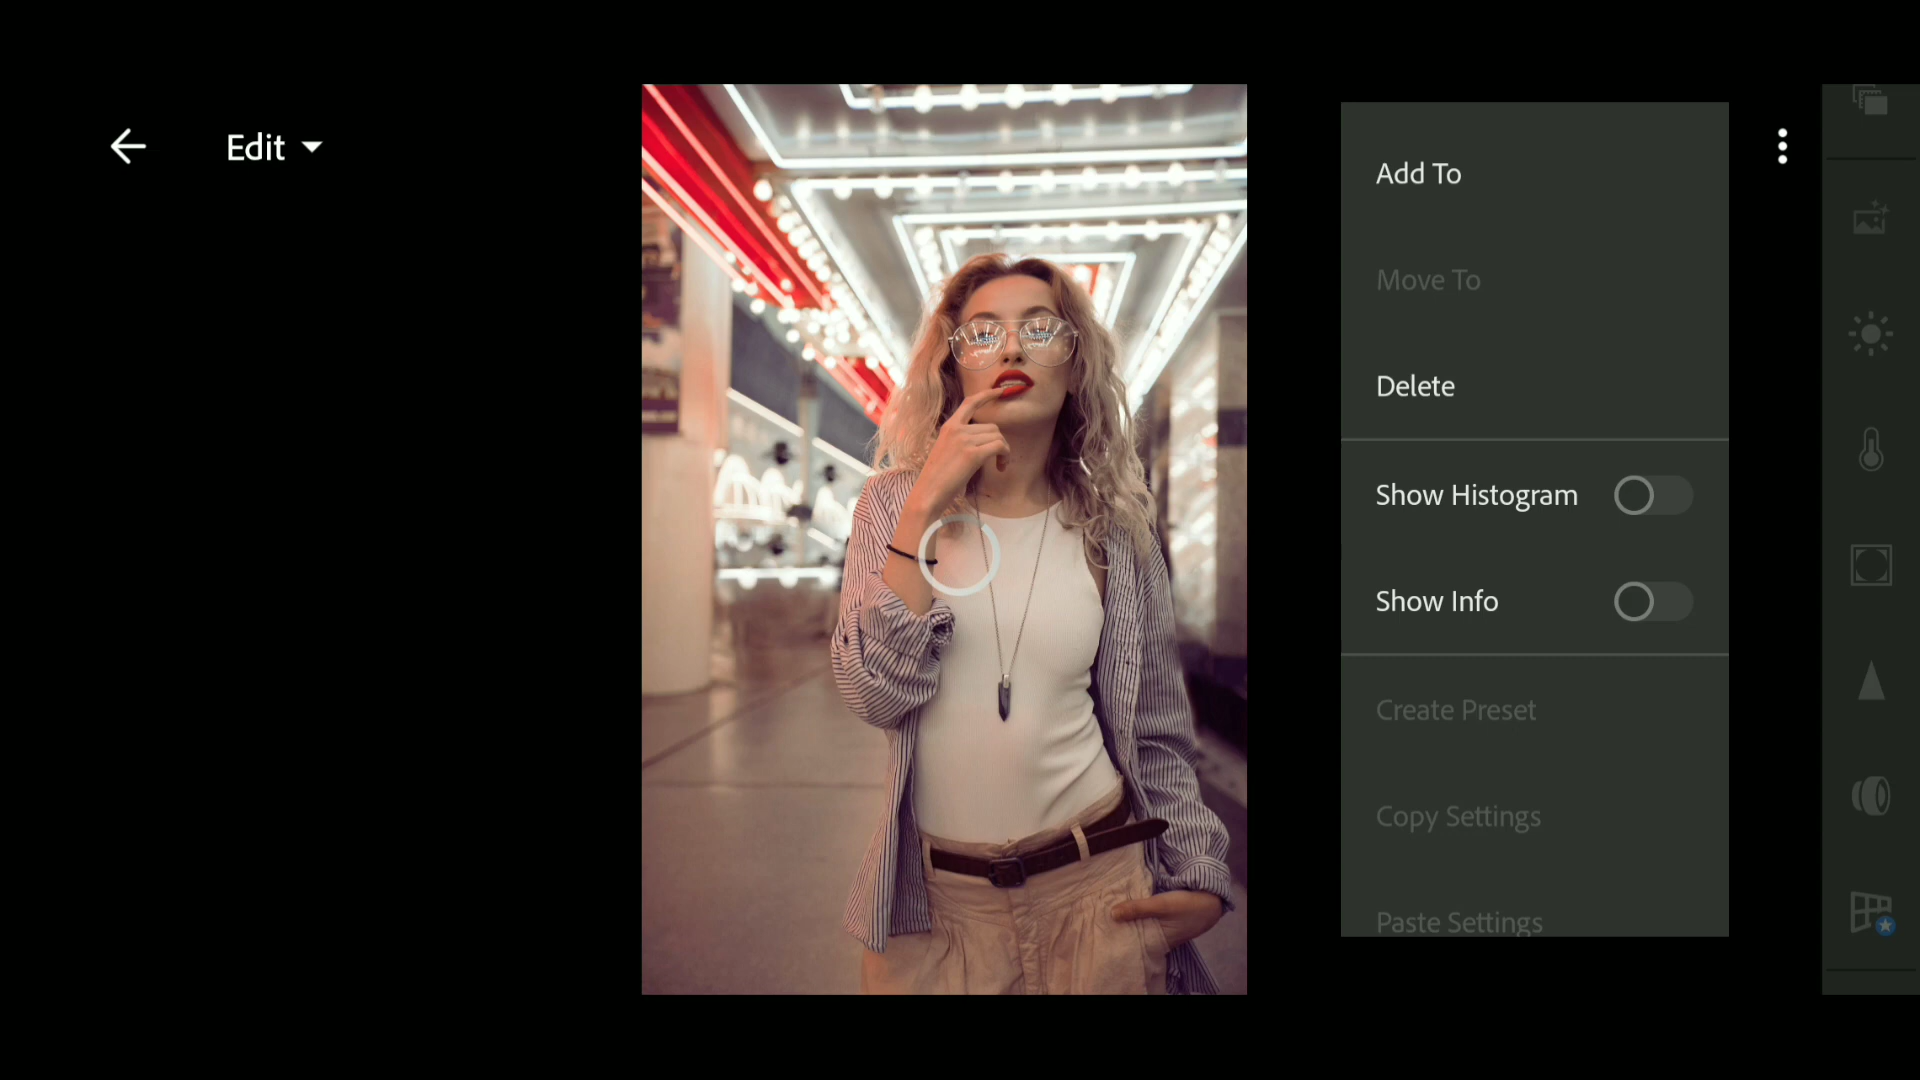 Edit
Add To
Move To
Delete
Show Histogram
Show Info
Create Preset
Copy Settings
Paste Settings